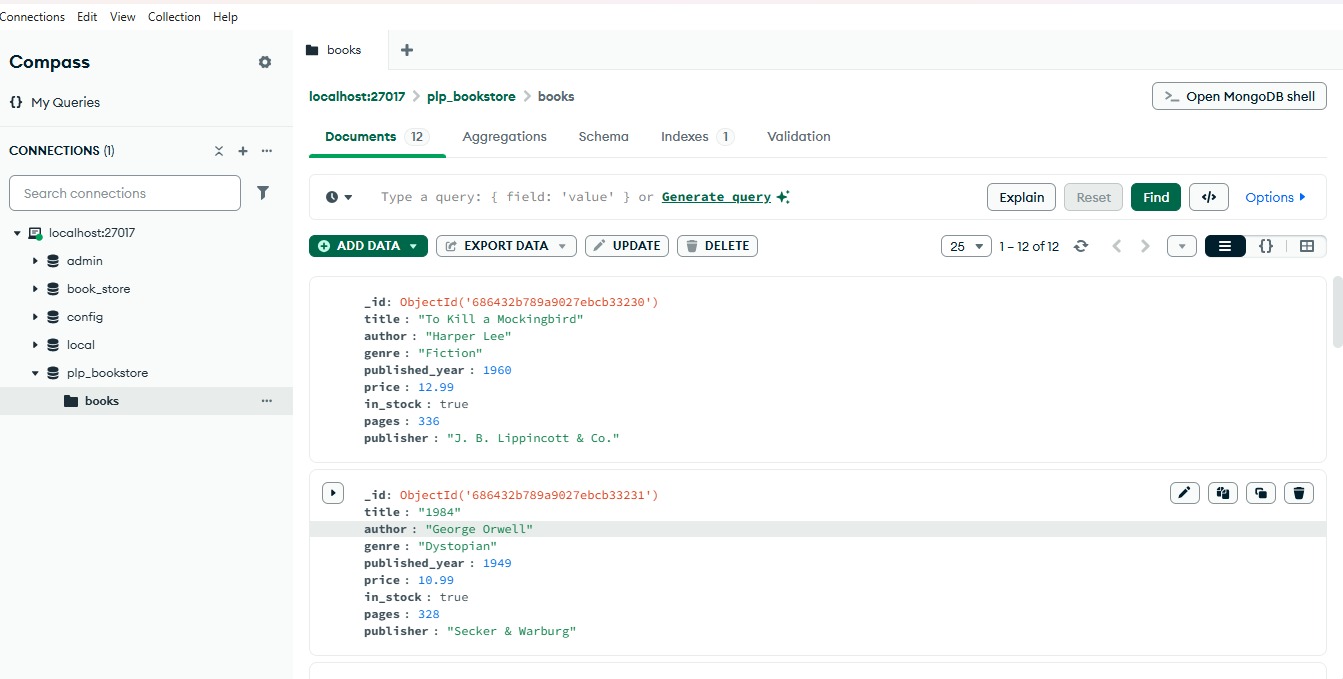 Connections Edit View Collection Help
Compass
{} My Queries
CONNECTIONS (1)
Search connections
localhost:27017
admin
book_store
config
local
plp_bookstore
books
books
localhost:27017 > plp_bookstore > books
>_ Open MongoDB shell
Documents 12 Aggregations Schema Indexes 1 Validation
Type a query: { field: 'value' } or Generate query
Explain Reset Find </> Options
ADD DATA EXPORT DATA UPDATE DELETE
25 1 – 12 of 12 {}
_id: ObjectId('686432b789a9027ebcb33230')
title : "To Kill a Mockingbird"
author : "Harper Lee"
genre : "Fiction"
published_year : 1960
price : 12.99
in_stock : true
pages : 336
publisher : "J. B. Lippincott & Co."
_id: ObjectId('686432b789a9027ebcb33231')
title : "1984"
author : "George Orwell"
genre : "Dystopian"
published_year : 1949
price : 10.99
in_stock : true
pages : 328
publisher : "Secker & Warburg"